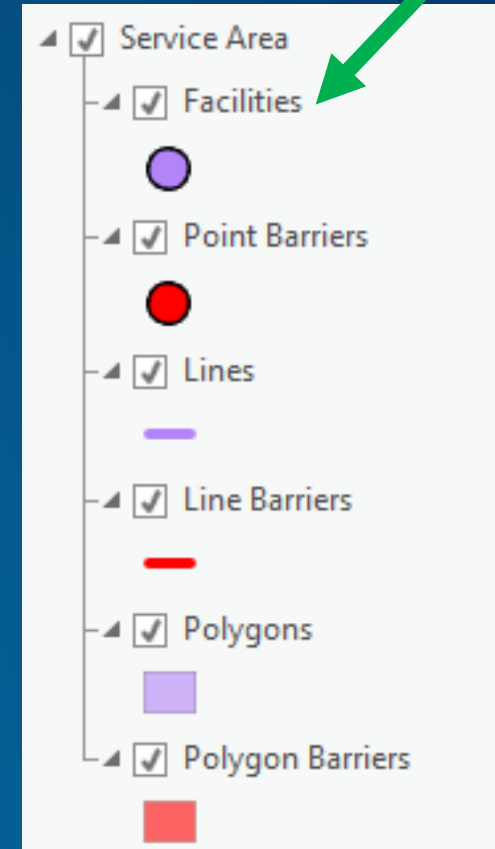 Service Area
Facilities
Point Barriers
Lines
Line Barriers
Polygons
Polygon Barriers